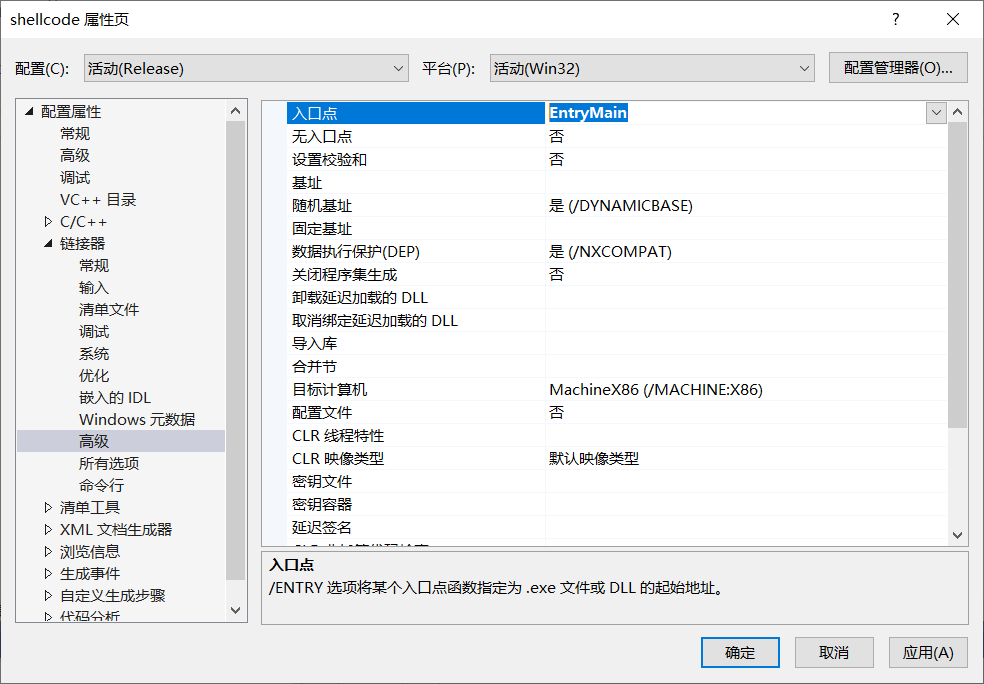 shellcode 属性页
?
配置(C):
活动(Release)
平台(P):
活动(Win32)
配置管理器(O)...
配置属性
常规
高级
调试
VC++ 目录
C/C++
链接器
常规
输入
清单文件
调试
系统
优化
嵌入的 IDL
Windows 元数据
高级
所有选项
命令行
清单工具
XML 文档生成器
浏览信息
生成事件
自定义生成步骤
代码分析
入口点 EntryMain
无入口点 否
设置校验和 否
基址
随机基址 是 (/DYNAMICBASE)
固定基址
数据执行保护(DEP) 是 (/NXCOMPAT)
关闭程序集生成 否
卸载延迟加载的 DLL
取消绑定延迟加载的 DLL
导入库
合并节
目标计算机 MachineX86 (/MACHINE:X86)
配置文件 否
CLR 线程特性
CLR 映像类型 默认映像类型
密钥文件
密钥容器
延迟签名
入口点
/ENTRY 选项将某个入口点函数指定为 .exe 文件或 DLL 的起始地址。
确定
取消
应用(A)